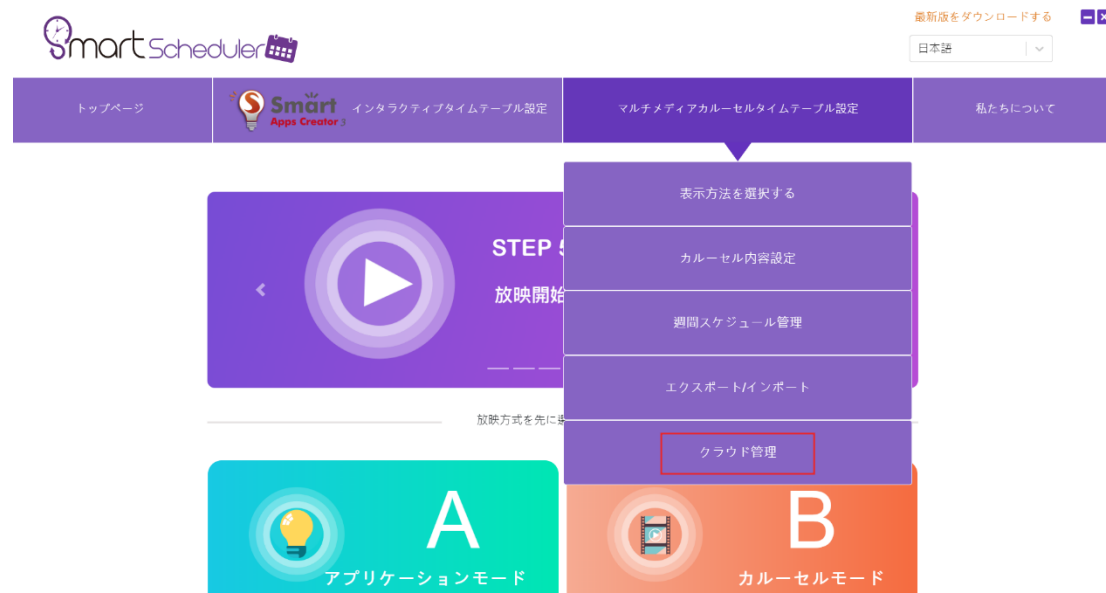 最新版をダウンロードする
Smart Scheduler
日本語
トップページ
Smart
Apps Creator 3
インタラクティブタイムテーブル設定
マルチメディアカルーセルタイムテーブル設定
私たちについて
表示方法を選択する
STEP
カルーセル内容設定
放映開始
週間スケジュール管理
エクスポート/インポート
放映方式を先に
クラウド管理
A
B
アプリケーションモード
カルーセルモード